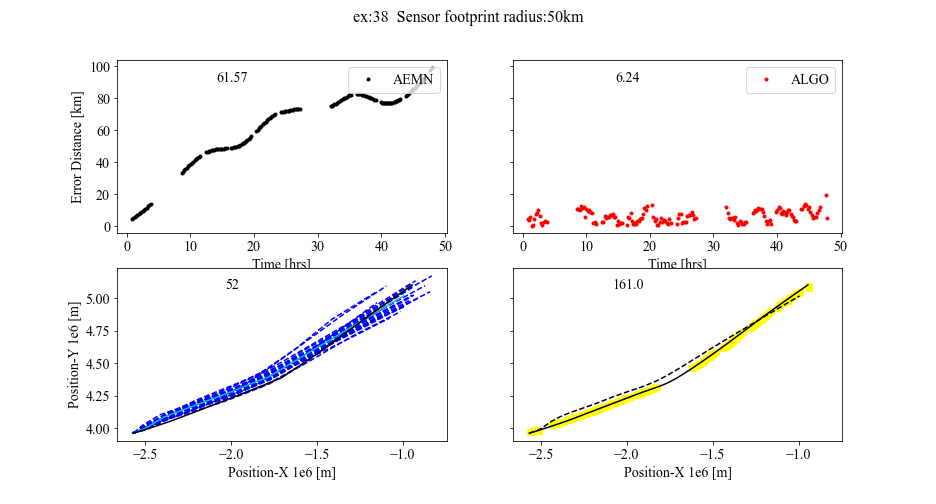 ex:38 Sensor footprint radius:50km
61.57
AEMN
6.24
ALGO
100
80
60
40
20
0
Error Distance [km]
0 10 20 30 40 50
0 10 20 30 40 50
Time [hrs]
Time [hrs]
52
161.0
5.00
4.75
4.50
4.25
4.00
Position-Y 1e6 [m]
−2.5 −2.0 −1.5 −1.0
−2.5 −2.0 −1.5 −1.0
Position-X 1e6 [m]
Position-X 1e6 [m]